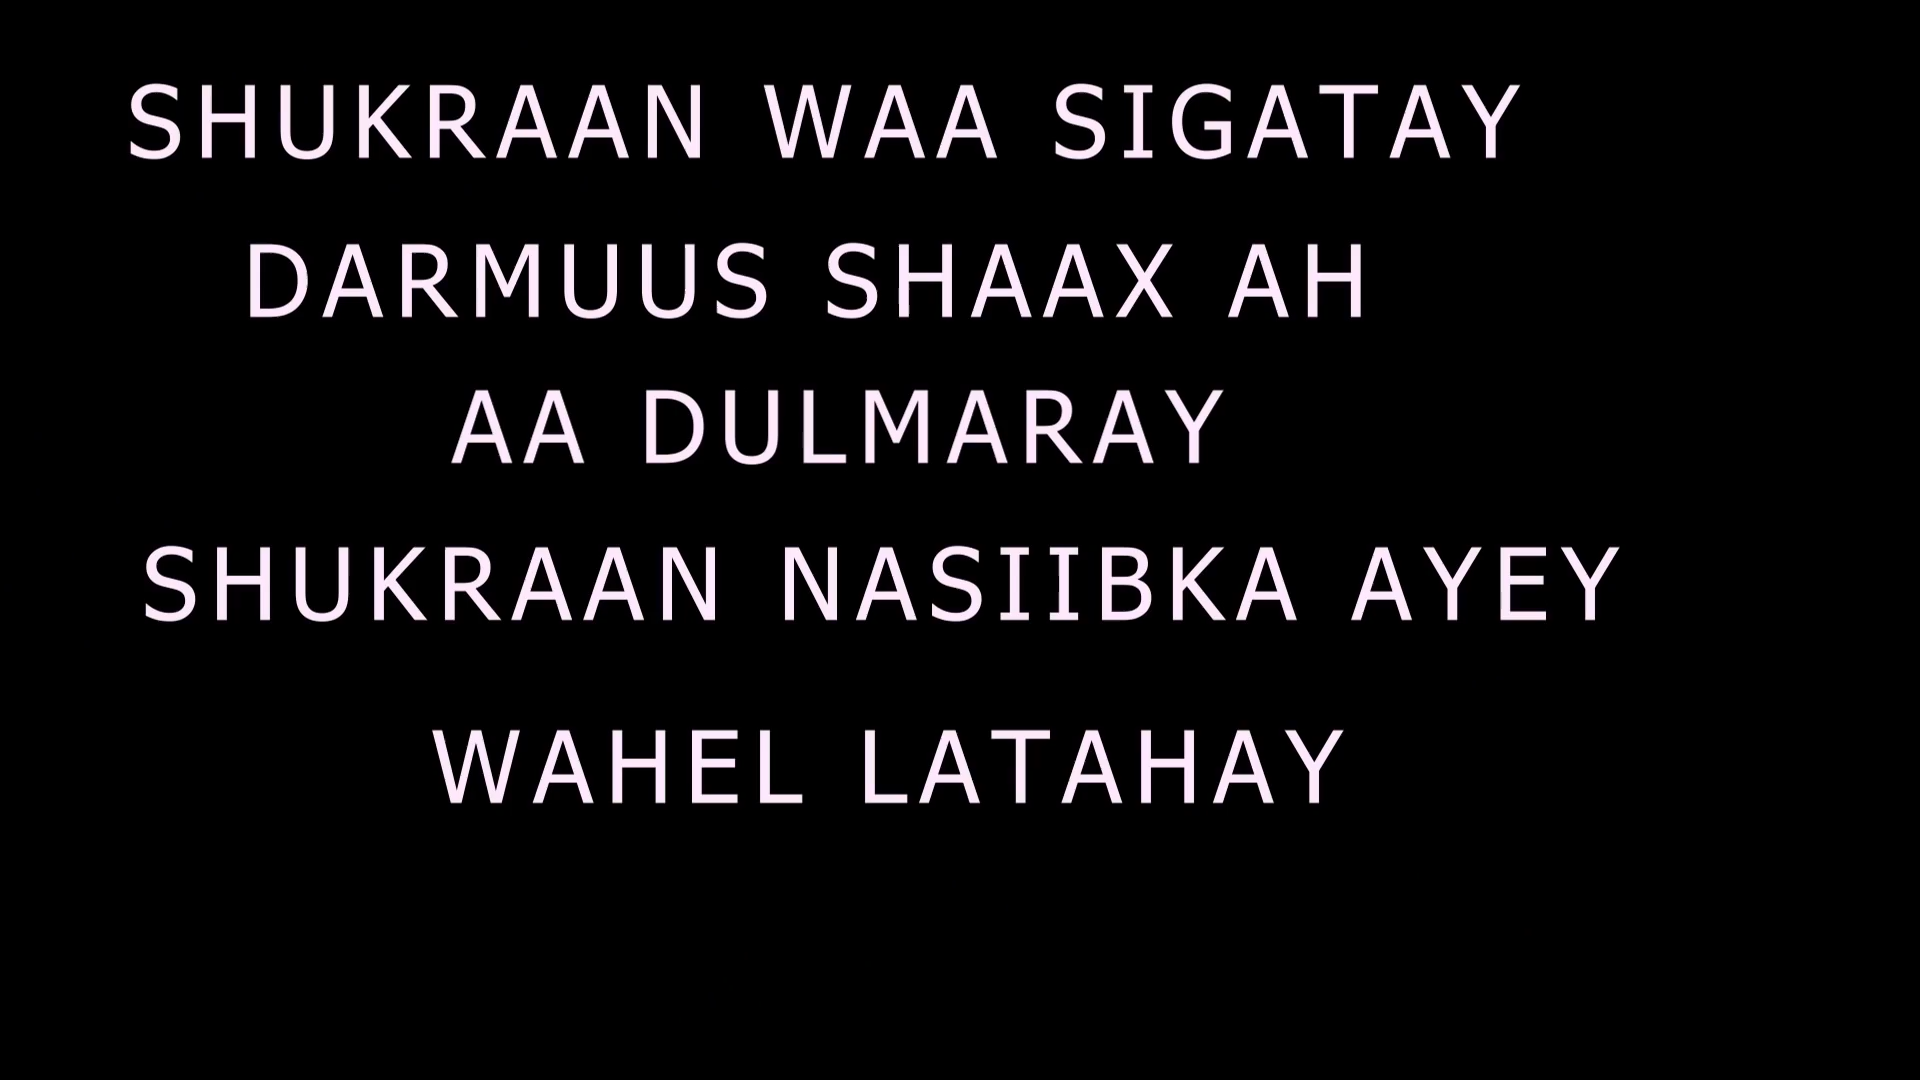 SHUKRAAN WAA SIGATAY
DARMUUS SHAAX AH
AA DULMARAY
SHUKRAAN NASIIBKA AYEY
WAHEL LATAHAY